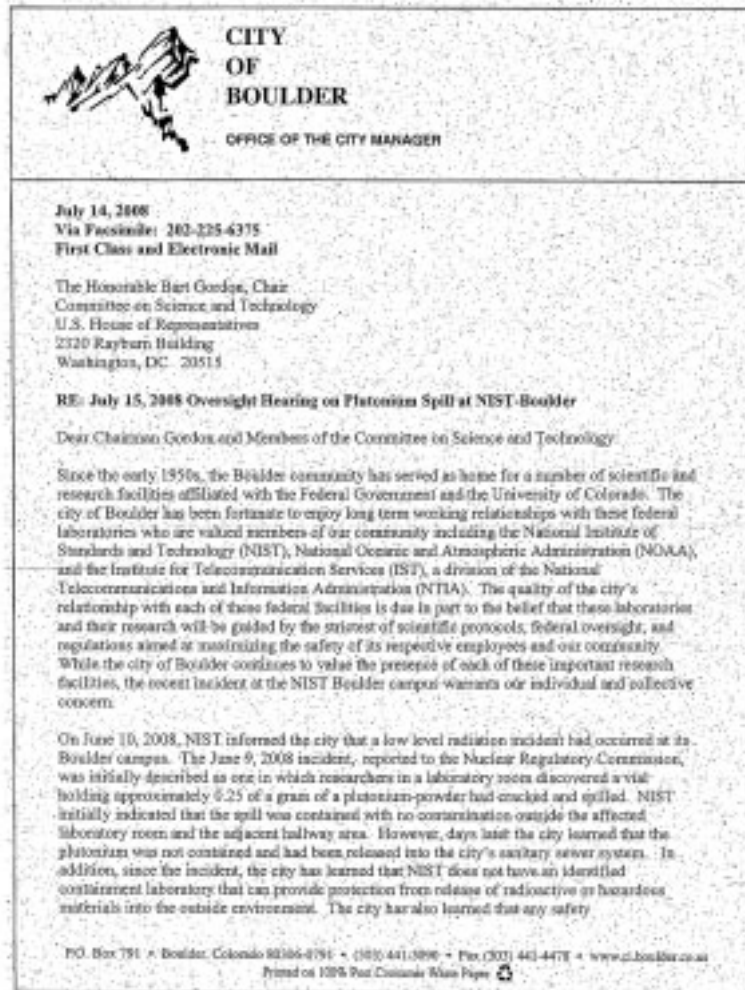 CITY
OF
BOULDER
OFFICE OF THE CITY MANAGER
July 14, 2008
Via Facsimile: 202-225-6375
First Class and Electronic Mail
The Honorable Bart Gordon, Chair
Committee on Science and Technology
U.S. House of Representatives
2320 Rayburn Building
Washington, DC 20515
RE: July 15, 2008 Oversight Hearing on Plutonium Spill at NIST-Boulder
Dear Chairman Gordon and Members of the Committee on Science and Technology:
Since the early 1950s, the Boulder community has served as home for a number of scientific and
research facilities affiliated with the Federal Government and the University of Colorado. The
city of Boulder has been fortunate to enjoy long term working relationships with these federal
laboratories who are valued members of our community including the National Institute of
Standards and Technology (NIST), National Oceanic and Atmospheric Administration (NOAA),
and the Institute for Telecommunication Services (IST), a division of the National
Telecommunications and Information Administration (NTIA). The quality of the city's
relationship with each of these federal facilities is due in part to the belief that these laboratories
and their research will be guided by the strictest of scientific protocols, federal oversight, and
regulations aimed at maximizing the safety of its respective employees and our community.
While the city of Boulder continues to value the presence of each of these important research
facilities, the recent incident at the NIST Boulder campus warrants our individual and collective
concern.
On June 10, 2008, NIST informed the city that a low level radiation incident had occurred at its
Boulder campus. The June 9, 2008 incident, reported to the Nuclear Regulatory Commission,
was initially described as one in which researchers in a laboratory room discovered a vial
holding approximately 0.25 of a gram of a plutonium-powder had cracked and spilled. NIST
initially indicated that the spill was contained with no contamination outside the affected
laboratory room and the adjacent hallway area. However, days later the city learned that the
plutonium was not contained and had been released into the city's sanitary sewer system. In
addition, since the incident, the city has learned that NIST does not have an identified
containment laboratory that can provide protection from release of radioactive or hazardous
materials into the outside environment. The city has also learned that any safety
P.O. Box 791 • Boulder, Colorado 80306-0791 • (303) 441-3090 • Fax (303) 441-4478 • www.ci.boulder.co.us
Printed on 100% Post Consumer Waste Paper